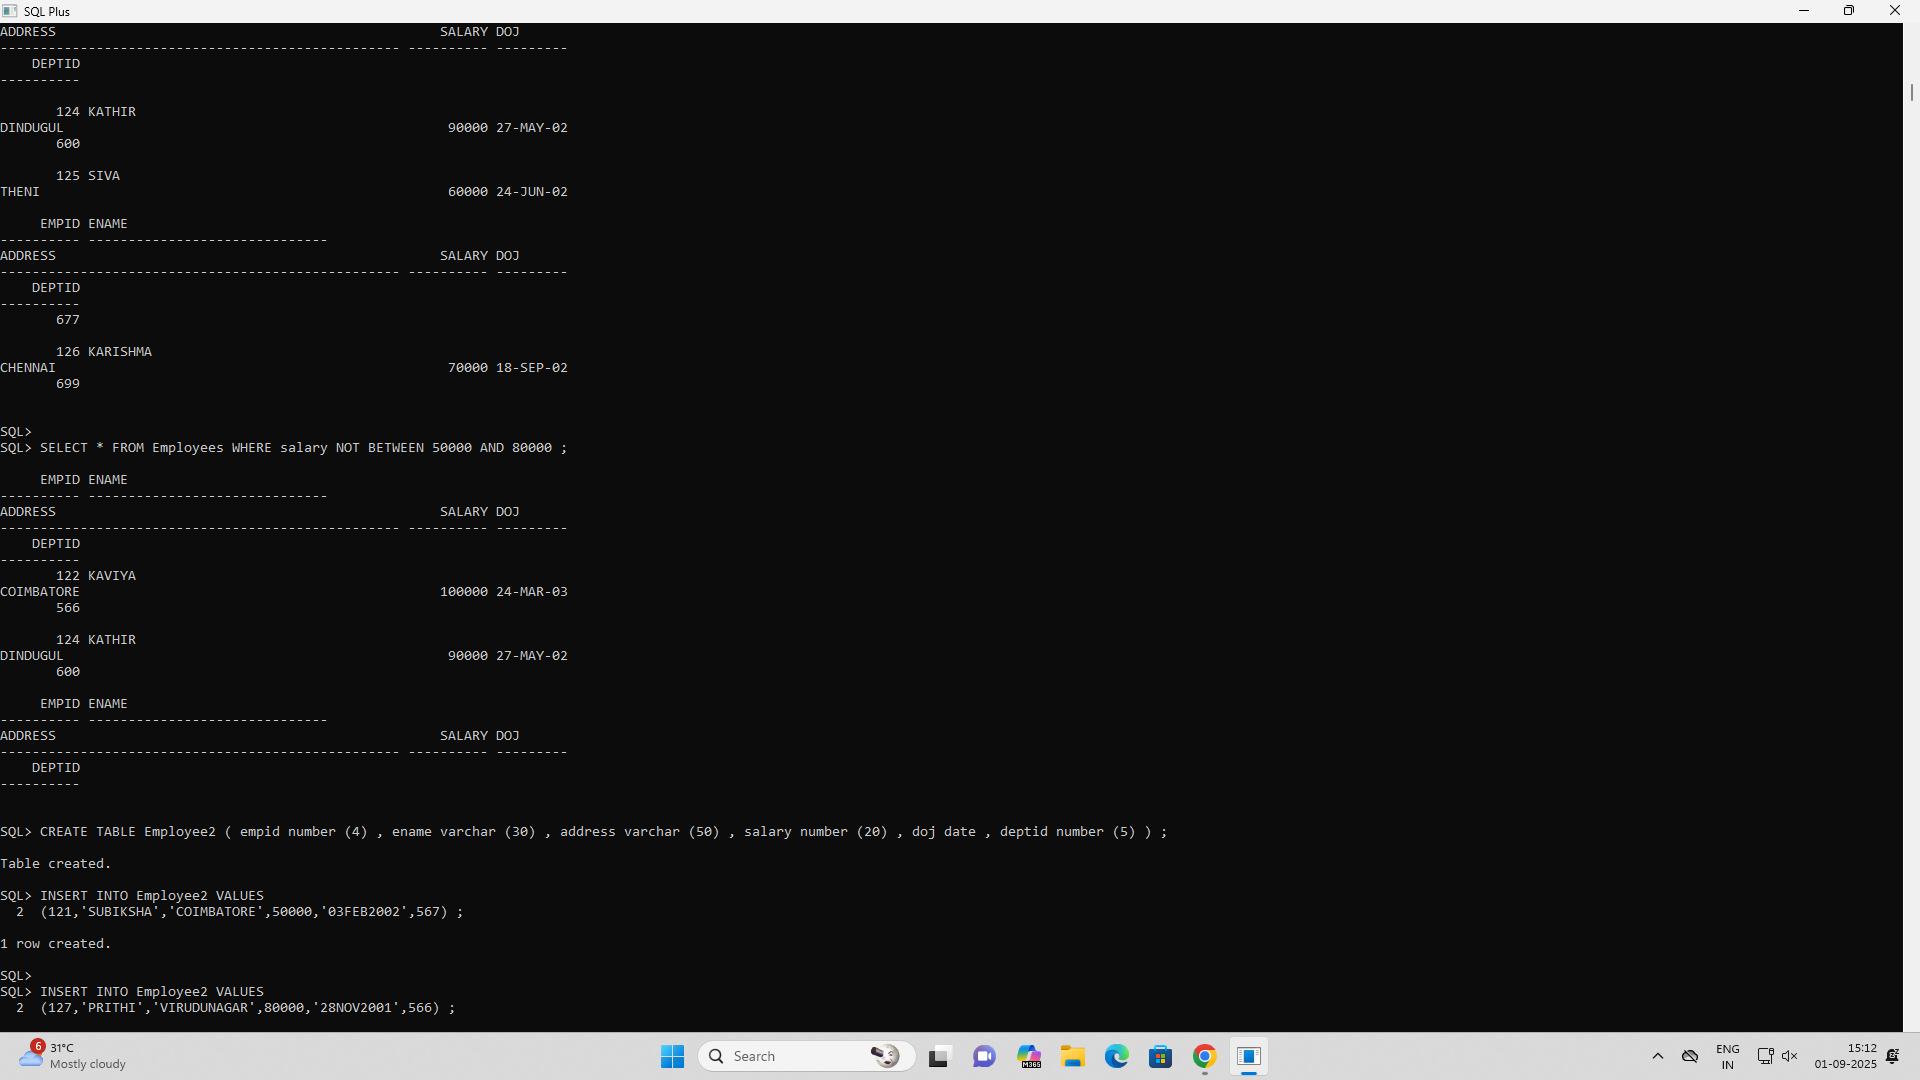 SQL Plus
ADDRESS                                                SALARY DOJ
-------------------------------------------------- ---------- ---------
    DEPTID
----------
       124 KATHIR
DINDUGUL                                                90000 27-MAY-02
       600
       125 SIVA
THENI                                                   60000 24-JUN-02
     EMPID ENAME
---------- ------------------------------
ADDRESS                                                SALARY DOJ
-------------------------------------------------- ---------- ---------
    DEPTID
----------
       677
       126 KARISHMA
CHENNAI                                                 70000 18-SEP-02
       699
SQL>
SQL> SELECT * FROM Employees WHERE salary NOT BETWEEN 50000 AND 80000 ;
     EMPID ENAME
---------- ------------------------------
ADDRESS                                                SALARY DOJ
-------------------------------------------------- ---------- ---------
    DEPTID
----------
       122 KAVIYA
COIMBATORE                                             100000 24-MAR-03
       566
       124 KATHIR
DINDUGUL                                                90000 27-MAY-02
       600
     EMPID ENAME
---------- ------------------------------
ADDRESS                                                SALARY DOJ
-------------------------------------------------- ---------- ---------
    DEPTID
----------
SQL> CREATE TABLE Employee2 ( empid number (4) , ename varchar (30) , address varchar (50) , salary number (20) , doj date , deptid number (5) ) ;
Table created.
SQL> INSERT INTO Employee2 VALUES
  2  (121,'SUBIKSHA','COIMBATORE',50000,'03FEB2002',567) ;
1 row created.
SQL>
SQL> INSERT INTO Employee2 VALUES
  2  (127,'PRITHI','VIRUDUNAGAR',80000,'28NOV2001',566) ;
6
31°C
Mostly cloudy
Search
M365
ENG
IN
15:12
01-09-2025